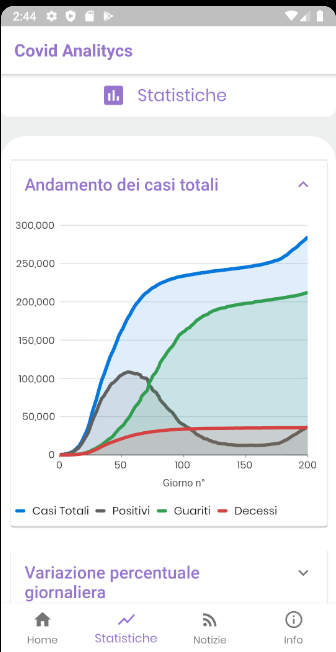 2:44
Covid Analitycs
Statistiche
Andamento dei casi totali
300,000
250,000
200,000
150,000
100,000
50,000
0
0 50 100 150 200
Giorno n°
Casi Totali Positivi Guariti Decessi
Variazione percentuale
giornaliera
Home Statistiche Notizie Info